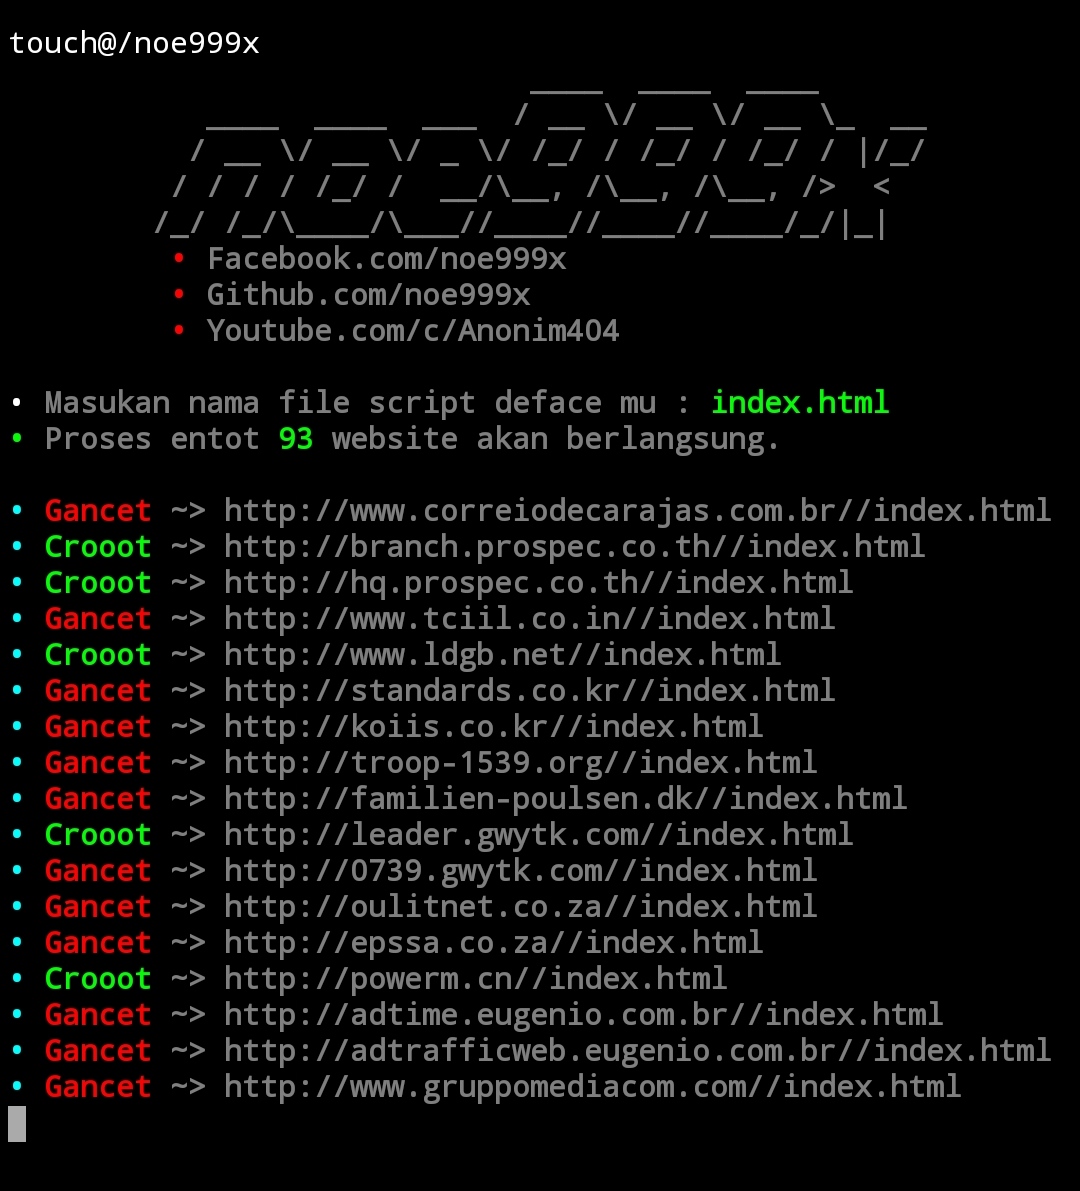 touch@/noe999x
noe999x
• Facebook.com/noe999x
• Github.com/noe999x
• Youtube.com/c/Anonim404
• Masukan nama file script deface mu : index.html
• Proses entot 93 website akan berlangsung.
• Gancet ~> http://www.correiodecarajas.com.br//index.html
• Crooot ~> http://branch.prospec.co.th//index.html
• Crooot ~> http://hq.prospec.co.th//index.html
• Gancet ~> http://www.tciil.co.in//index.html
• Crooot ~> http://www.ldgb.net//index.html
• Gancet ~> http://standards.co.kr//index.html
• Gancet ~> http://koiis.co.kr//index.html
• Gancet ~> http://troop-1539.org//index.html
• Gancet ~> http://familien-poulsen.dk//index.html
• Crooot ~> http://leader.gwytk.com//index.html
• Gancet ~> http://0739.gwytk.com//index.html
• Gancet ~> http://oulitnet.co.za//index.html
• Gancet ~> http://epssa.co.za//index.html
• Crooot ~> http://powerm.cn//index.html
• Gancet ~> http://adtime.eugenio.com.br//index.html
• Gancet ~> http://adtrafficweb.eugenio.com.br//index.html
• Gancet ~> http://www.gruppomediacom.com//index.html